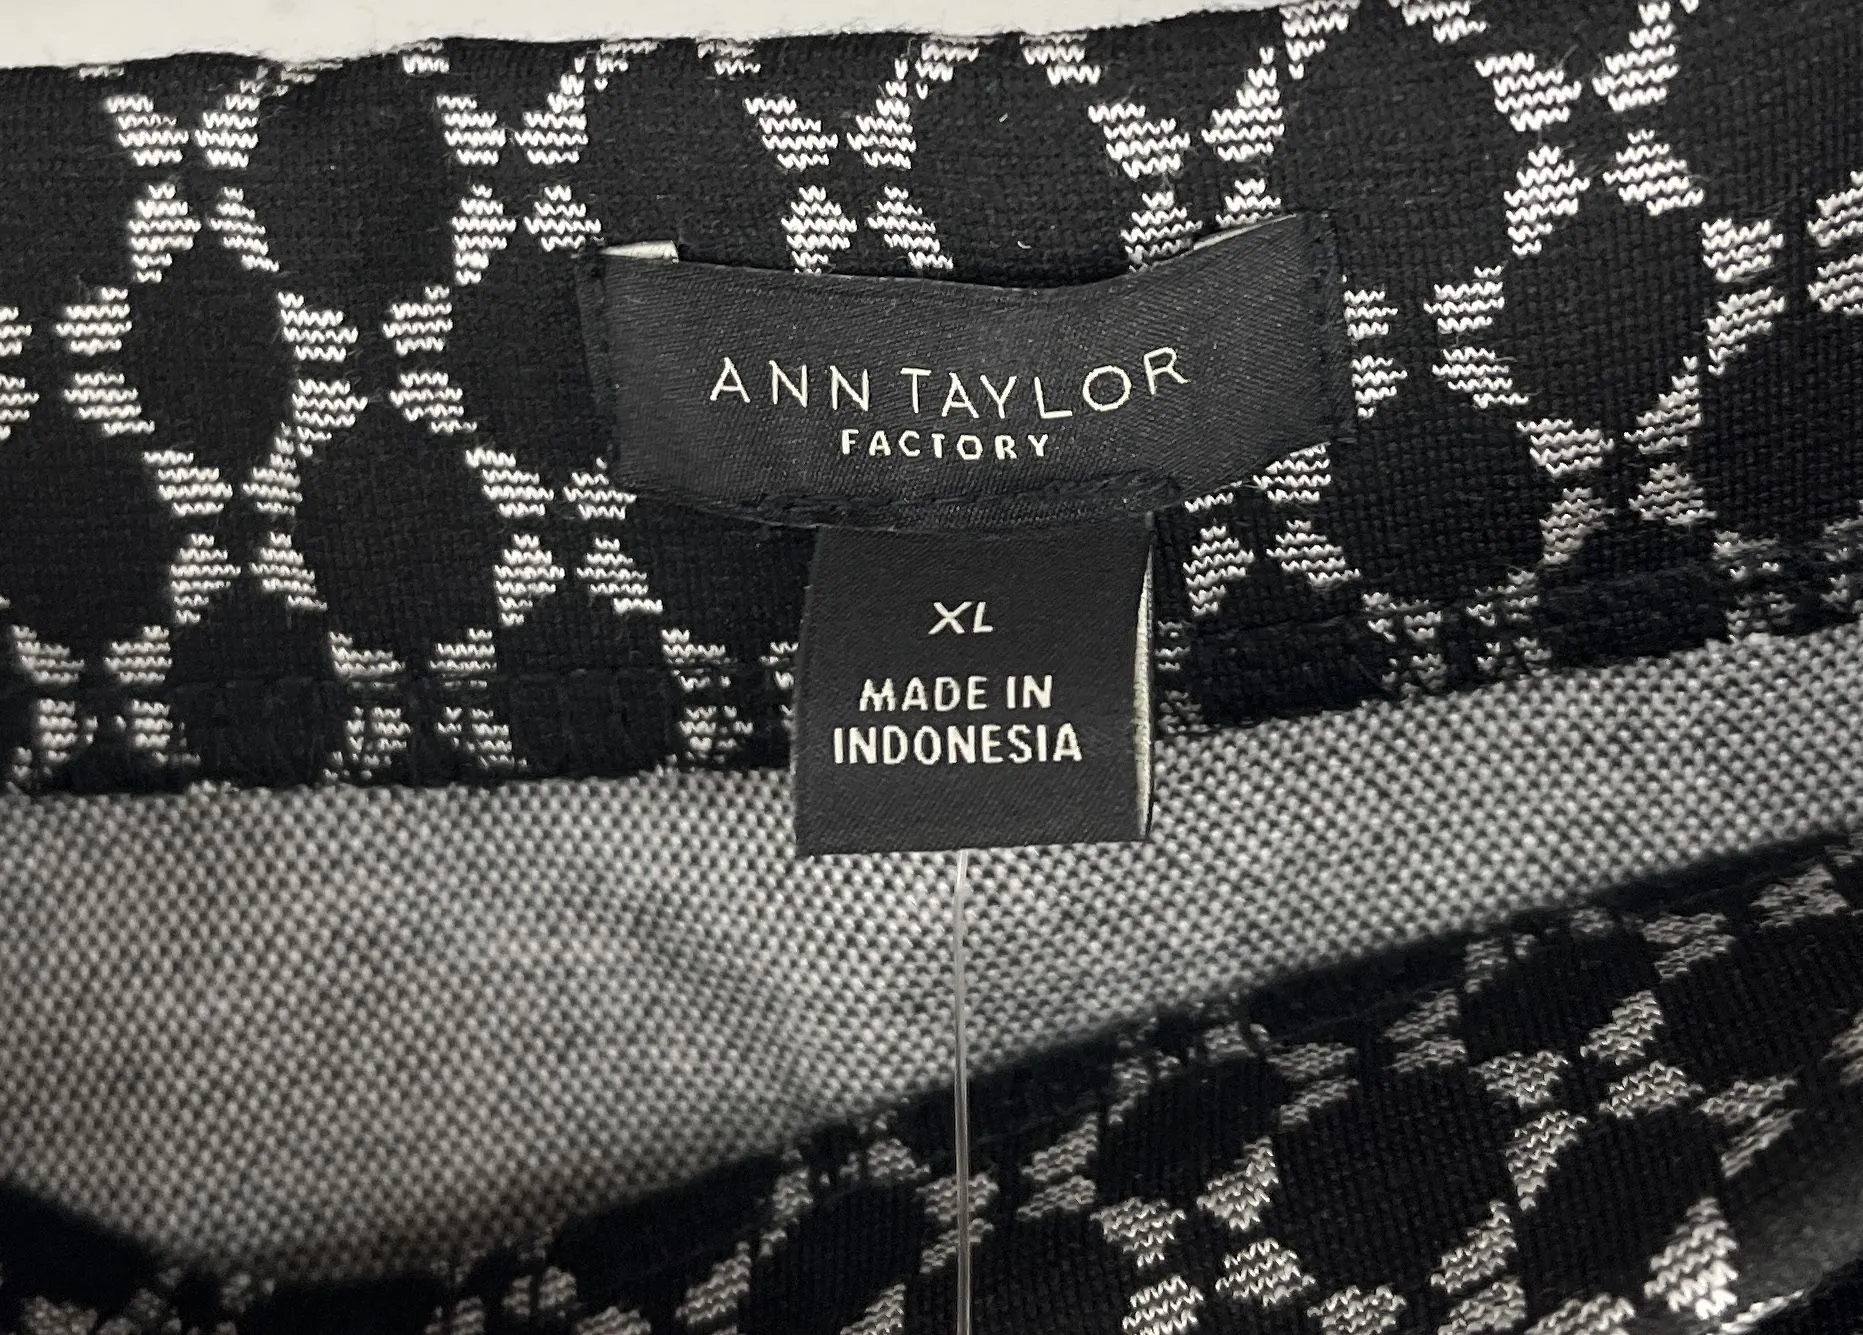 ANN TAYLOR
FACTORY
XL
MADE IN
INDONESIA